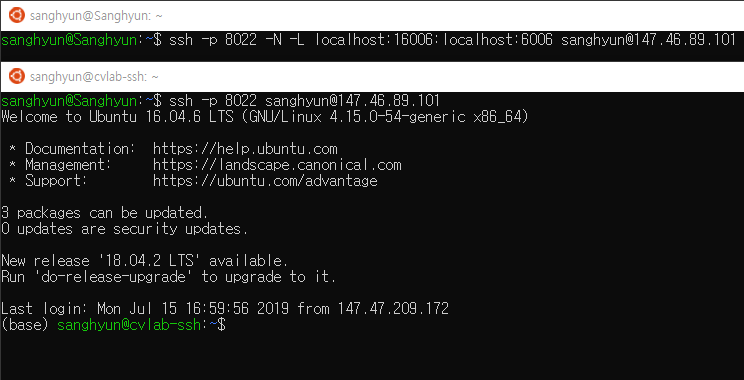 sanghyun@Sanghyun: ~
sanghyun@Sanghyun:~$ ssh -p 8022 -N -L localhost:16006:localhost:6006 sanghyun@147.46.89.101
sanghyun@cvlab-ssh: ~
sanghyun@Sanghyun:~$ ssh -p 8022 sanghyun@147.46.89.101
Welcome to Ubuntu 16.04.6 LTS (GNU/Linux 4.15.0-54-generic x86_64)
* Documentation:  https://help.ubuntu.com
* Management:     https://landscape.canonical.com
* Support:        https://ubuntu.com/advantage
3 packages can be updated.
0 updates are security updates.
New release '18.04.2 LTS' available.
Run 'do-release-upgrade' to upgrade to it.
Last login: Mon Jul 15 16:59:56 2019 from 147.47.209.172
(base) sanghyun@cvlab-ssh:~$